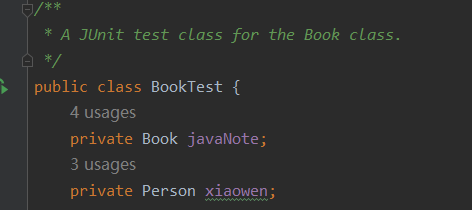 /**
* A JUnit test class for the Book class.
*/
public class BookTest {
4 usages
private Book javaNote;
3 usages
private Person xiaowen;